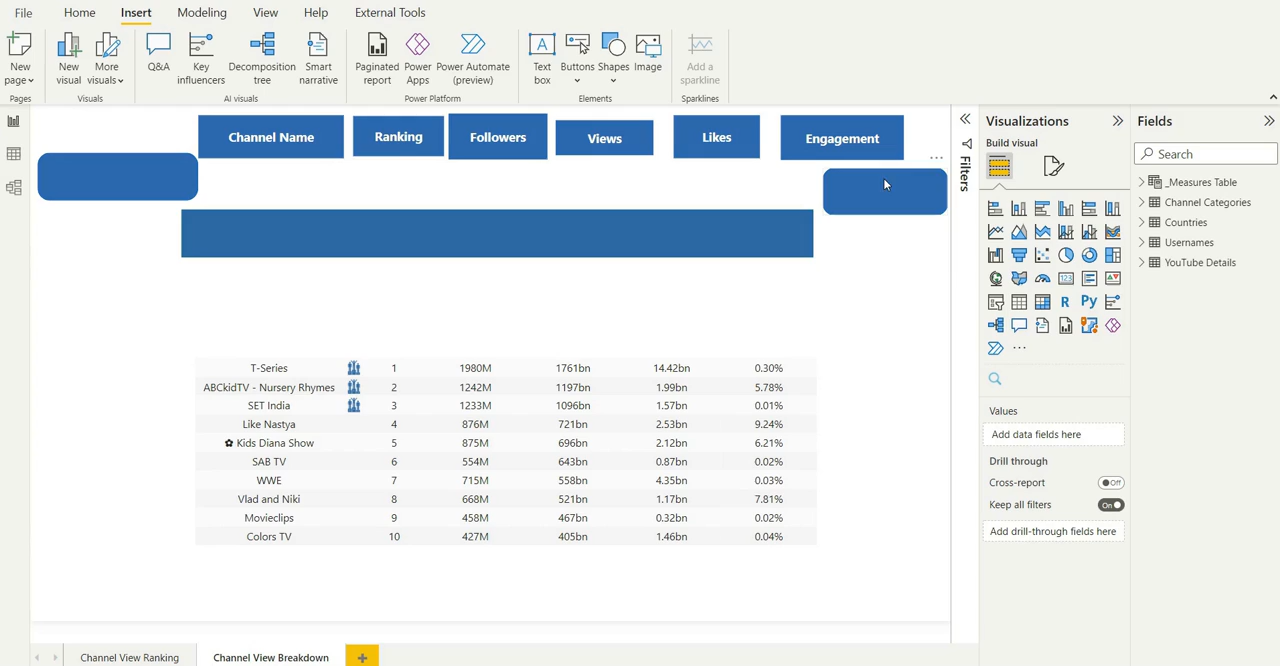 File Home Insert Modeling View Help External Tools
New page
New visual
More visuals
Q&A
Key influencers
Decomposition tree
Smart narrative
Paginated report
Power Apps
Power Automate (preview)
Text box
Buttons
Shapes
Image
Add a sparkline
Pages Visuals AI visuals Power Platform Elements Sparklines
Channel Name Ranking Followers Views Likes Engagement
T-Series 1 1980M 1761bn 14.42bn 0.30%
ABCkidTV - Nursery Rhymes 2 1242M 1197bn 1.99bn 5.78%
SET India 3 1233M 1096bn 1.57bn 0.01%
Like Nastya 4 876M 721bn 2.53bn 9.24%
✿ Kids Diana Show 5 875M 696bn 2.12bn 6.21%
SAB TV 6 554M 643bn 0.87bn 0.02%
WWE 7 715M 558bn 4.35bn 0.03%
Vlad and Niki 8 668M 521bn 1.17bn 7.81%
Movieclips 9 458M 467bn 0.32bn 0.02%
Colors TV 10 427M 405bn 1.46bn 0.04%
Filters
Visualizations
Build visual
123
R Py
Values
Add data fields here
Drill through
Cross-report Off
Keep all filters On
Add drill-through fields here
Fields
Search
_Measures Table
Channel Categories
Countries
Usernames
YouTube Details
Channel View Ranking Channel View Breakdown